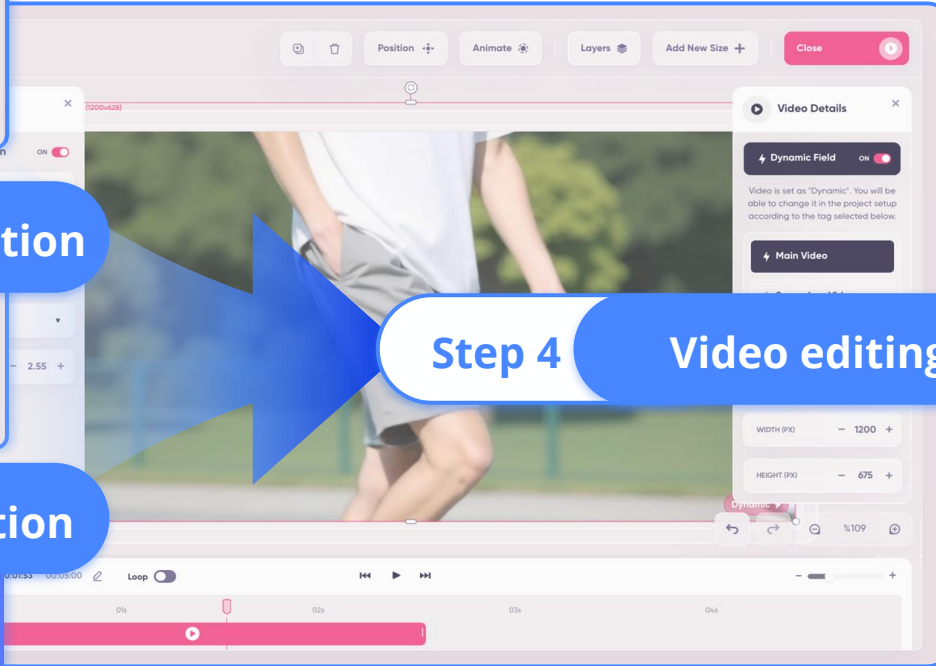 Position
Animate
Layers
Add New Size +
Close
(1200x628)
Video Details
ON
Dynamic Field ON
Video is set as "Dynamic". You will be
able to change it in the project setup
according to the tag selected below.
Main Video
tion
- 2.55 +
Step 4
Video editing
WIDTH (PX) - 1200 +
HEIGHT (PX) - 675 +
Dynamic
tion
%109
00:05:00
Loop
01s
02s
03s
04s